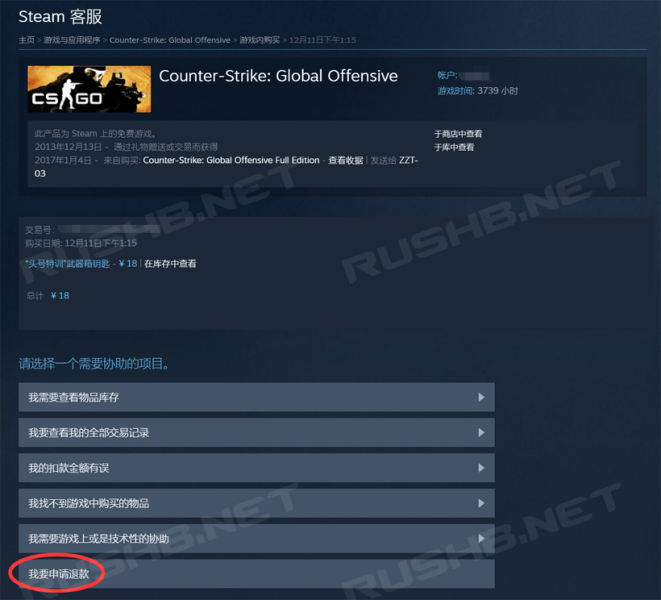 Steam 客服
主页 > 游戏与应用程序 > Counter-Strike: Global Offensive > 游戏内购买 > 12月11日下午1:15
CS GO
Counter-Strike: Global Offensive
帐户:
游戏时间: 3739 小时
此产品为 Steam 上的免费游戏。
2013年12月13日 - 通过礼物赠送或交易而获得
2017年1月4日 - 来自购买: Counter-Strike: Global Offensive Full Edition - 查看收据 | 发送给 ZZT-
03
于商店中查看
于库中查看
交易号:
购买日期: 12月11日下午1:15
“头号特训”武器箱钥匙 - ¥ 18 | 在库存中查看
总计 ¥ 18
请选择一个需要协助的项目。
我需要查看物品库存
我要查看我的全部交易记录
我的扣款金额有误
我找不到游戏中购买的物品
我需要游戏上或是技术性的协助
我要申请退款
RUSHB.NET
RUSHB.NET
RUSHB.NET
RUSHB.NET